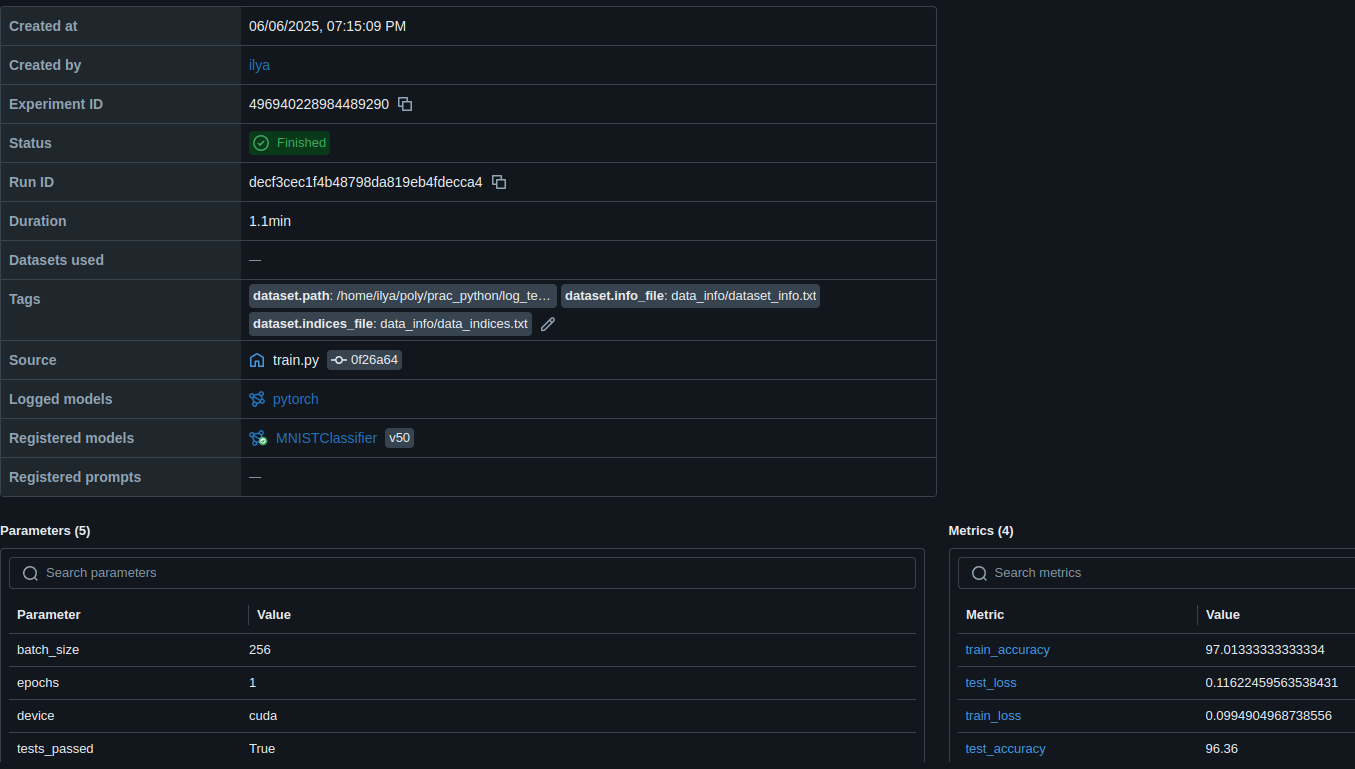 Created at 06/06/2025, 07:15:09 PM
Created by ilya
Experiment ID 496940228984489290
Status Finished
Run ID decf3cec1f4b48798da819eb4fdecca4
Duration 1.1min
Datasets used —
Tags dataset.path: /home/ilya/poly/prac_python/log_te... dataset.info_file: data_info/dataset_info.txt
dataset.indices_file: data_info/data_indices.txt
Source train.py 0f26a64
Logged models pytorch
Registered models MNISTClassifier v50
Registered prompts —
Parameters (5)
Search parameters
Parameter Value
batch_size 256
epochs 1
device cuda
tests_passed True
Metrics (4)
Search metrics
Metric Value
train_accuracy 97.01333333333334
test_loss 0.11622459563538431
train_loss 0.0994904968738556
test_accuracy 96.36